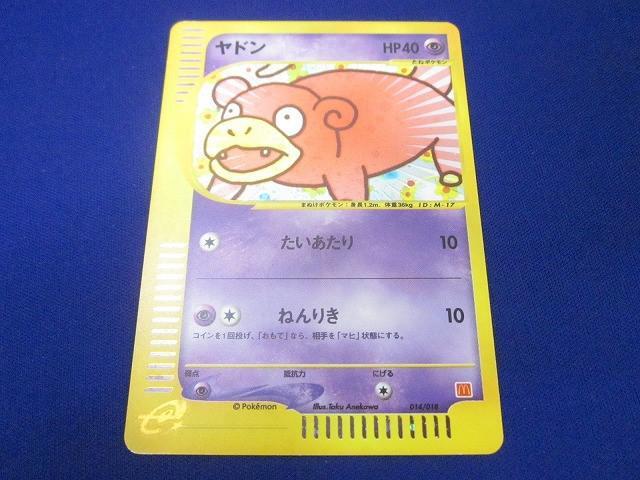 ヤドン HP40
たねポケモン
まぬけポケモン：身長1.2m、体重36kg ID:M-17
たいあたり 10
ねんりき 10
コインを1回投げ、「おもて」なら、相手を「マヒ」状態にする。
弱点 抵抗力 にげる
e
© Pokémon Illus.Taku Anekawa 014/018